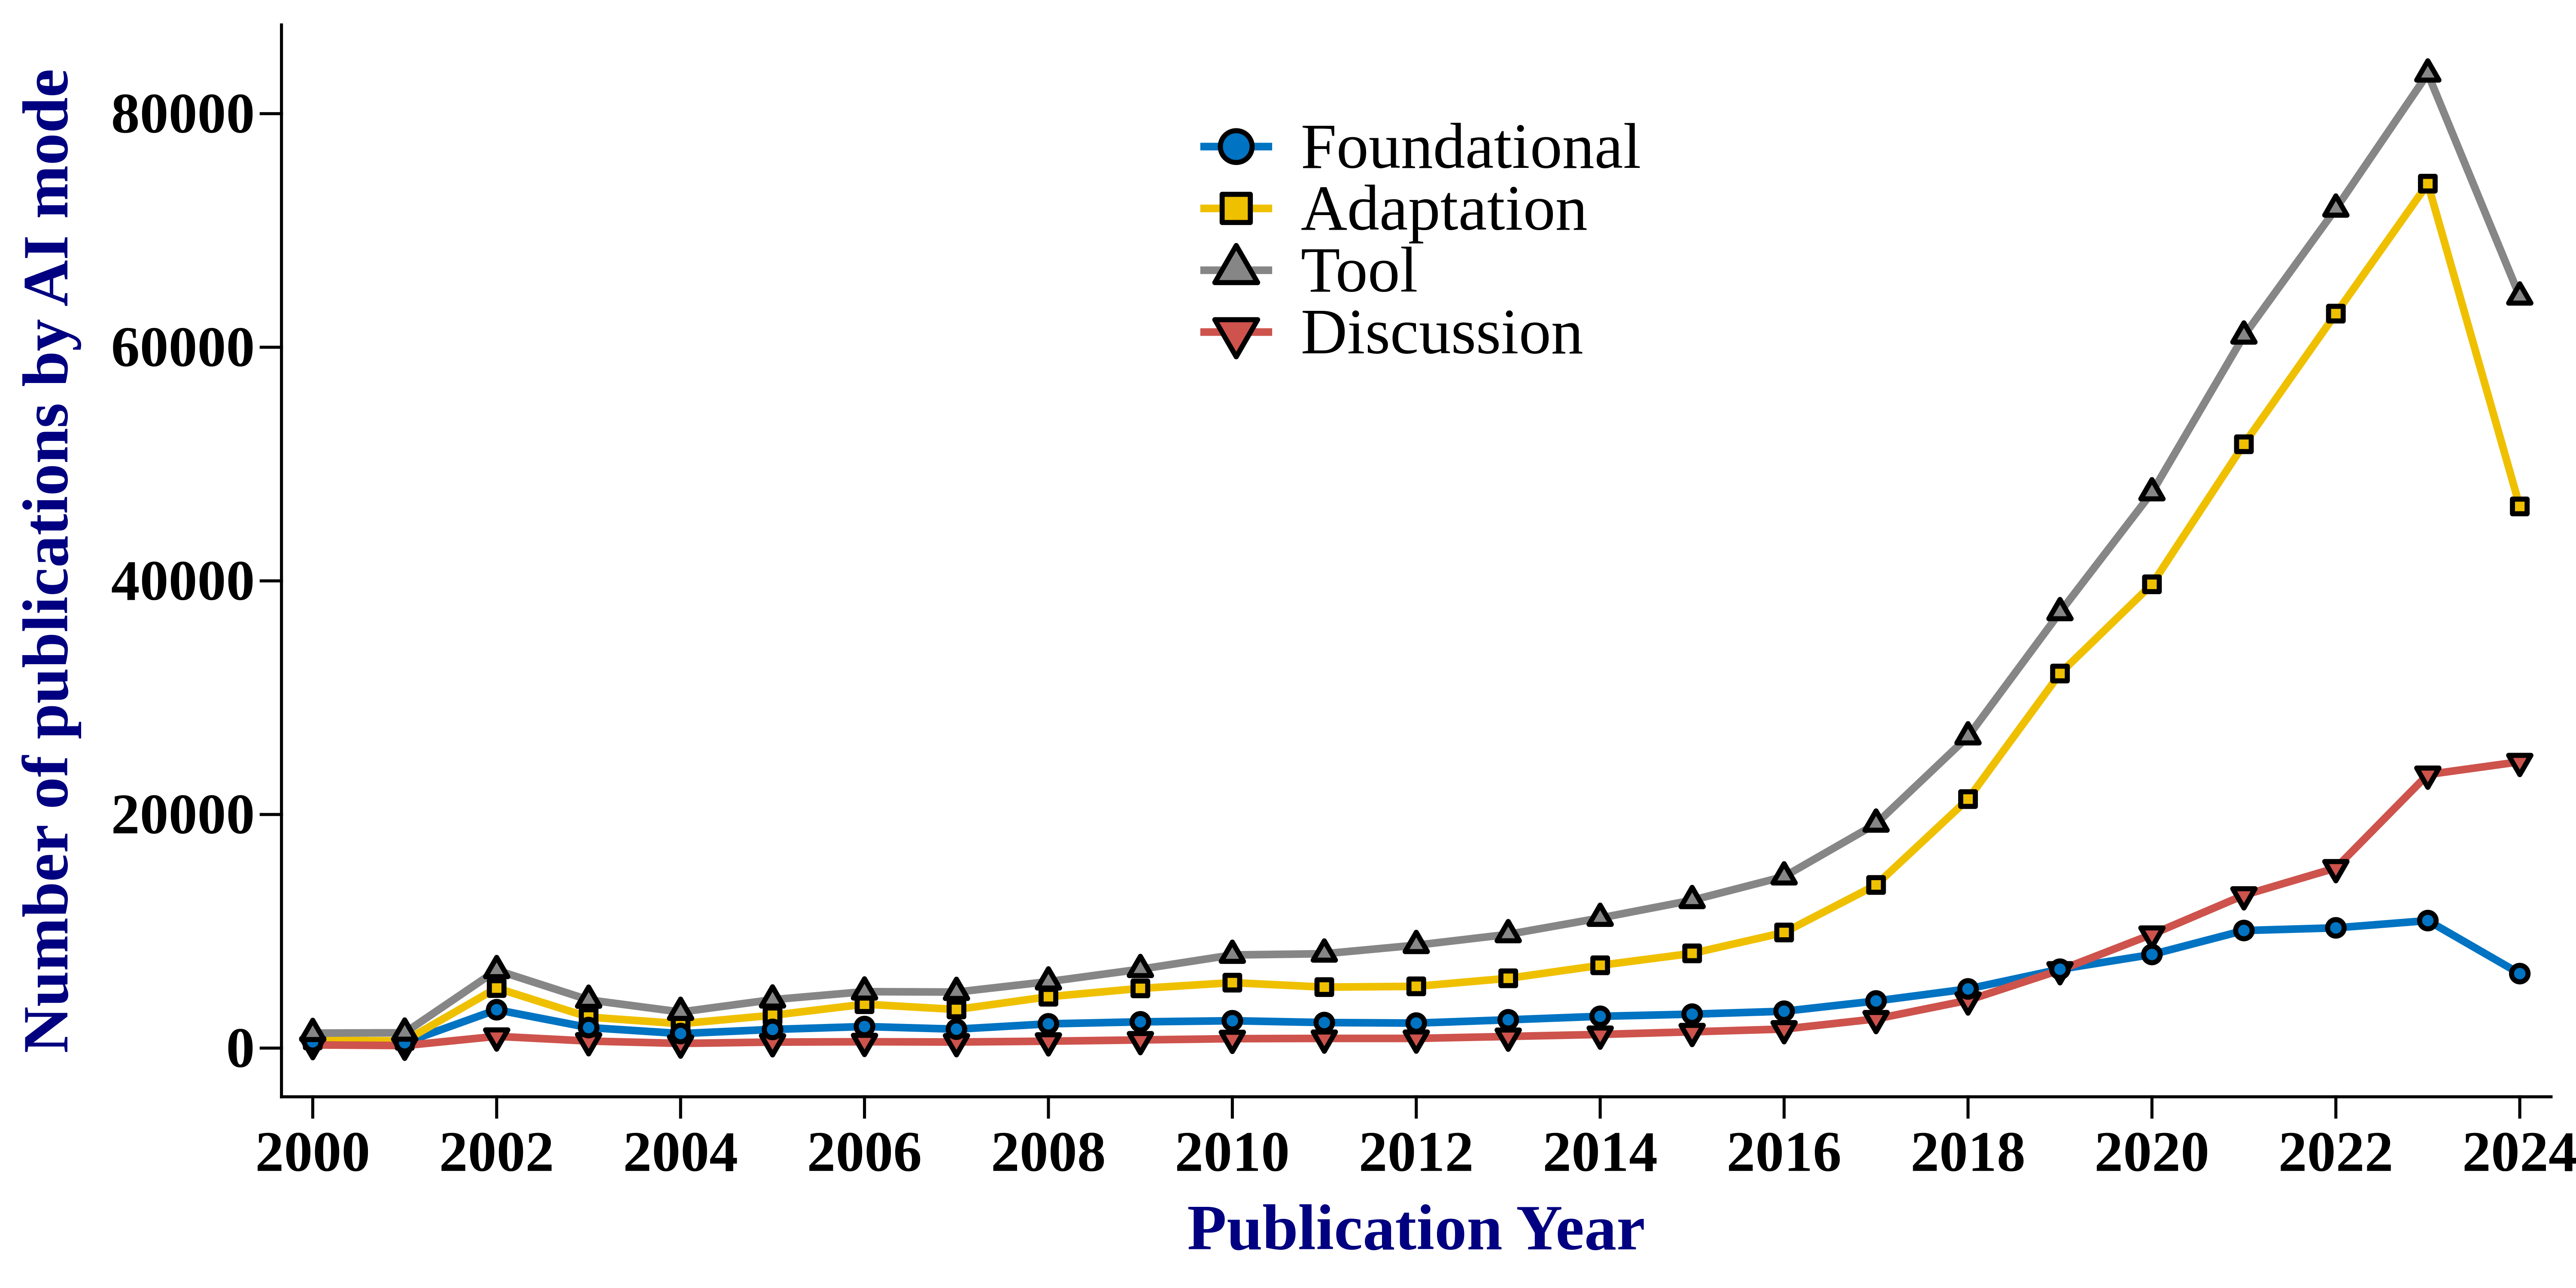 Number of publications by AI mode
80000
60000
40000
20000
0
Foundational
Adaptation
Tool
Discussion
2000 2002 2004 2006 2008 2010 2012 2014 2016 2018 2020 2022 2024
Publication Year